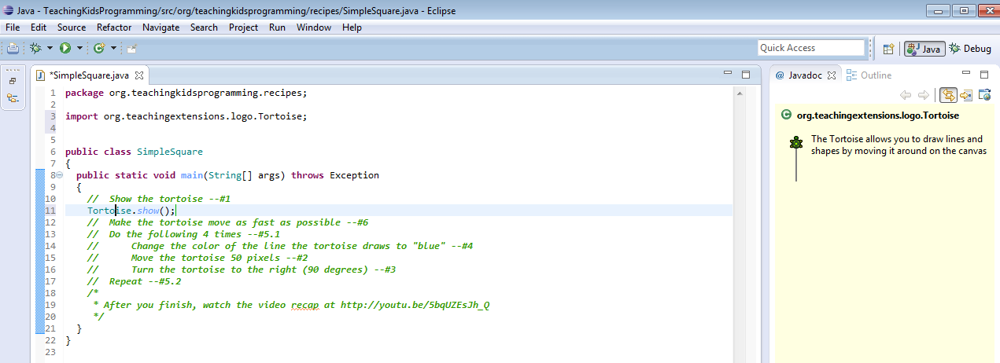 Java - TeachingKidsProgramming/src/org/teachingkidsprogramming/recipes/SimpleSquare.java - Eclipse
File Edit Source Refactor Navigate Search Project Run Window Help
Quick Access
Java
Debug
*SimpleSquare.java
1 package org.teachingkidsprogramming.recipes;
2
3 import org.teachingextensions.logo.Tortoise;
4
5
6 public class SimpleSquare
7 {
8 public static void main(String[] args) throws Exception
9 {
10 // Show the tortoise --#1
11 Tortoise.show();
12 // Make the tortoise move as fast as possible --#6
13 // Do the following 4 times --#5.1
14 // Change the color of the line the tortoise draws to "blue" --#4
15 // Move the tortoise 50 pixels --#2
16 // Turn the tortoise to the right (90 degrees) --#3
17 // Repeat --#5.2
18 /*
19 * After you finish, watch the video recap at http://youtu.be/5bqUZEsJh_Q
20 */
21 }
22 }
23
@ Javadoc
Outline
org.teachingextensions.logo.Tortoise
The Tortoise allows you to draw lines and
shapes by moving it around on the canvas